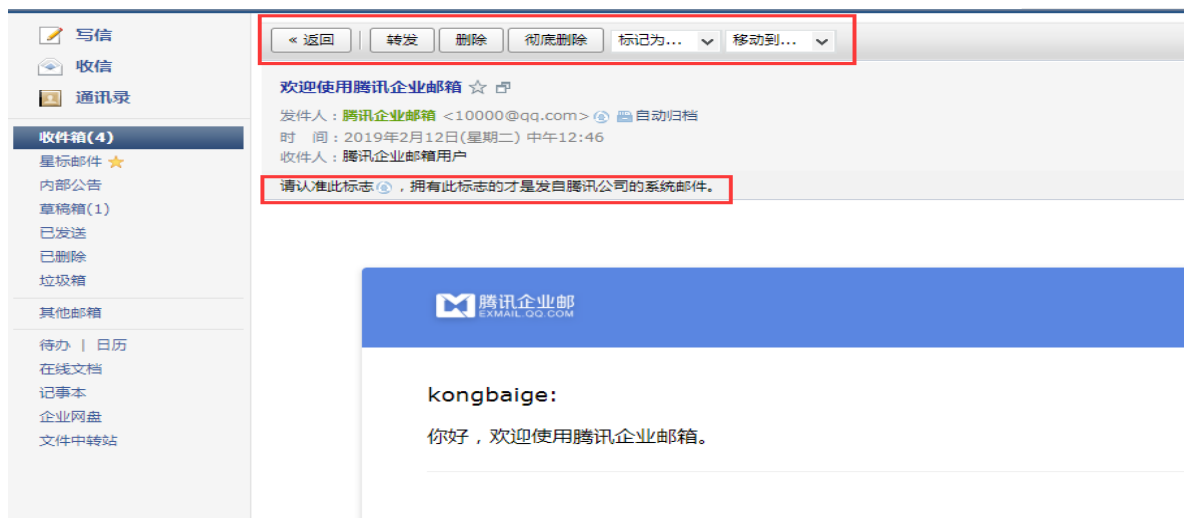 写信
收信
通讯录
收件箱(4)
星标邮件
内部公告
草稿箱(1)
已发送
已删除
垃圾箱
其他邮箱
待办 | 日历
在线文档
记事本
企业网盘
文件中转站
« 返回 转发 删除 彻底删除 标记为... 移动到...
欢迎使用腾讯企业邮箱
发件人：腾讯企业邮箱 <10000@qq.com> 自动归档
时 间：2019年2月12日(星期二) 中午12:46
收件人：腾讯企业邮箱用户
请认准此标志，拥有此标志的才是发自腾讯公司的系统邮件。
腾讯企业邮
EXMAIL.QQ.COM
kongbaige:
你好，欢迎使用腾讯企业邮箱。